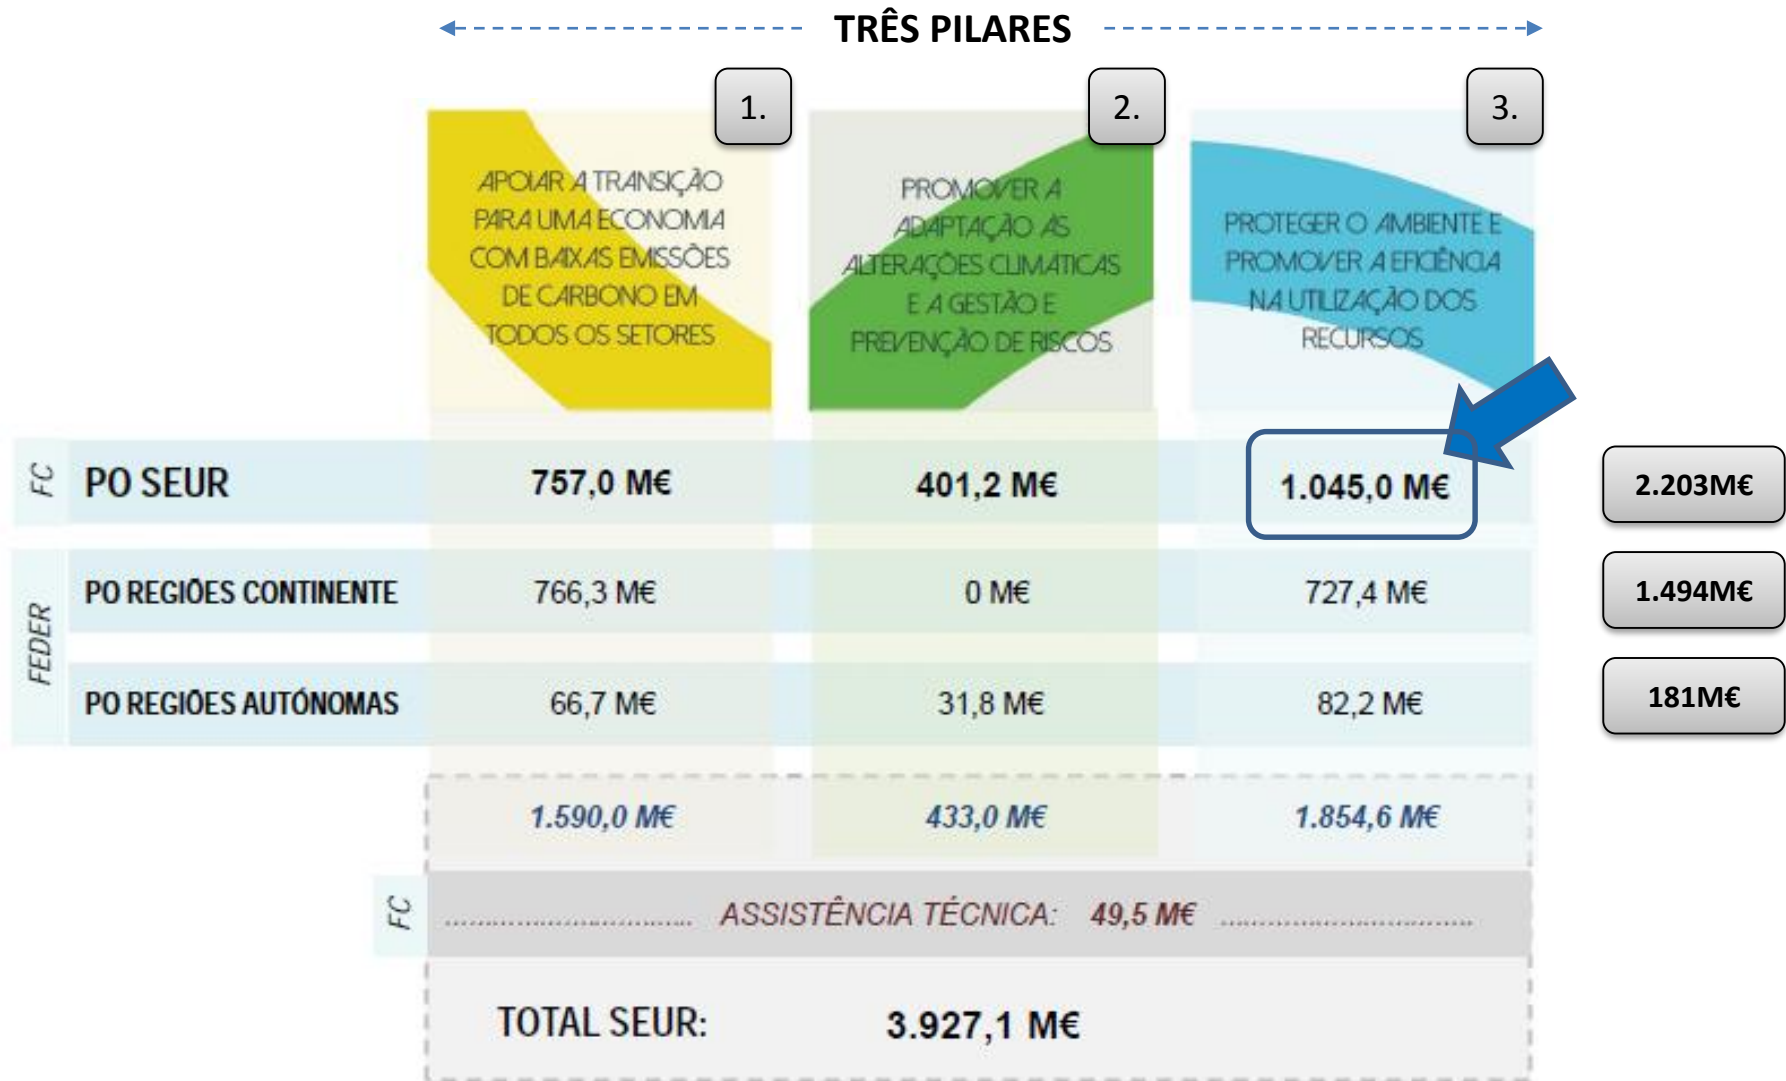 TRÊS PILARES
1.
2.
3.
APOIAR A TRANSIÇÃO
PARA UMA ECONOMIA
COM BAIXAS EMISSÕES
DE CARBONO EM
TODOS OS SETORES
PROMOVER A
ADAPTAÇÃO ÀS
ALTERAÇÕES CLIMÁTICAS
E A GESTÃO E
PREVENÇÃO DE RISCOS
PROTEGER O AMBIENTE E
PROMOVER A EFICIÊNCIA
NA UTILIZAÇÃO DOS
RECURSOS
FC
PO SEUR
757,0 M€
401,2 M€
1.045,0 M€
2.203M€
FEDER
PO REGIÕES CONTINENTE
766,3 M€
0 M€
727,4 M€
1.494M€
PO REGIÕES AUTÓNOMAS
66,7 M€
31,8 M€
82,2 M€
181M€
1.590,0 M€
433,0 M€
1.854,6 M€
FC
ASSISTÊNCIA TÉCNICA: 49,5 M€
TOTAL SEUR: 3.927,1 M€